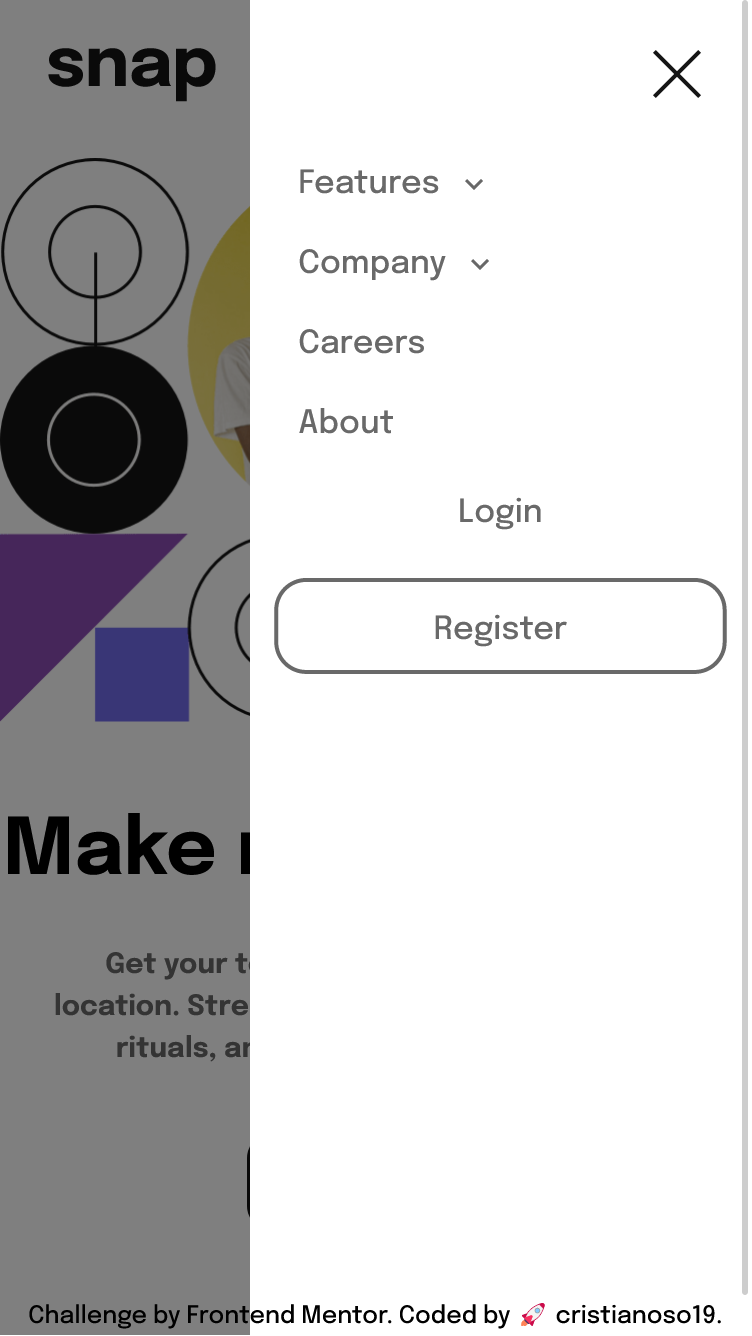 snap
Features
Company
Careers
About
Login
Register
Make
Get your
location. Stre
rituals, ar
Challenge by Frontend Mentor. Coded by 🚀 cristianoso19.